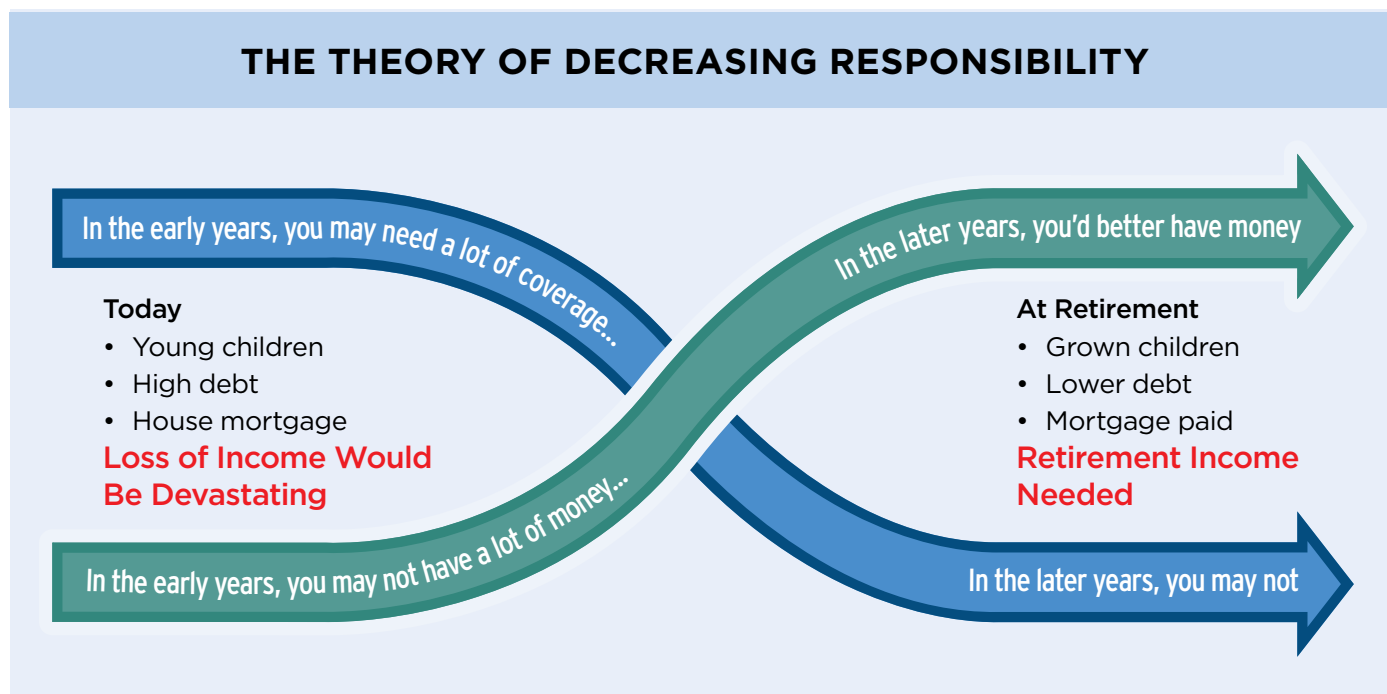 THE THEORY OF DECREASING RESPONSIBILITY
In the early years, you may need a lot of coverage...
In the later years, you'd better have money
Today
• Young children
• High debt
• House mortgage
Loss of Income Would
Be Devastating
At Retirement
• Grown children
• Lower debt
• Mortgage paid
Retirement Income
Needed
In the early years, you may not have a lot of money...
In the later years, you may not